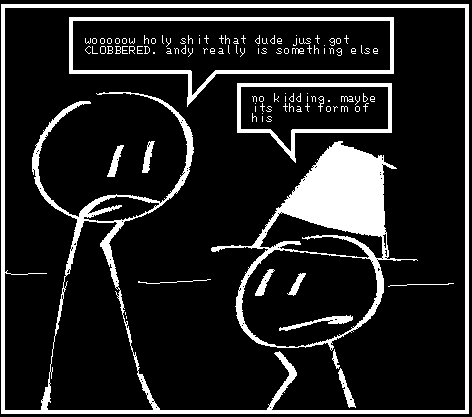 wooooow holy shit that dude just got
CLOBBERED. andy really is something else
no kidding. maybe
its that form of
his